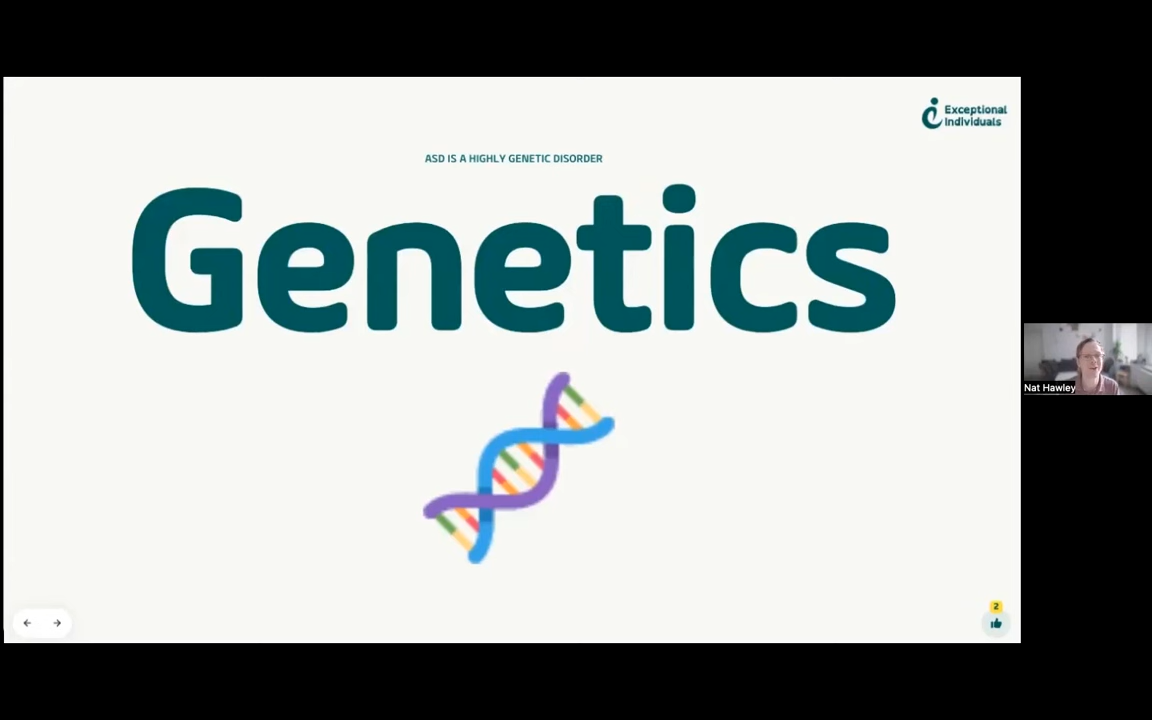 Exceptional
Individuals
ASD IS A HIGHLY GENETIC DISORDER
Genetics
Nat Hawley
2